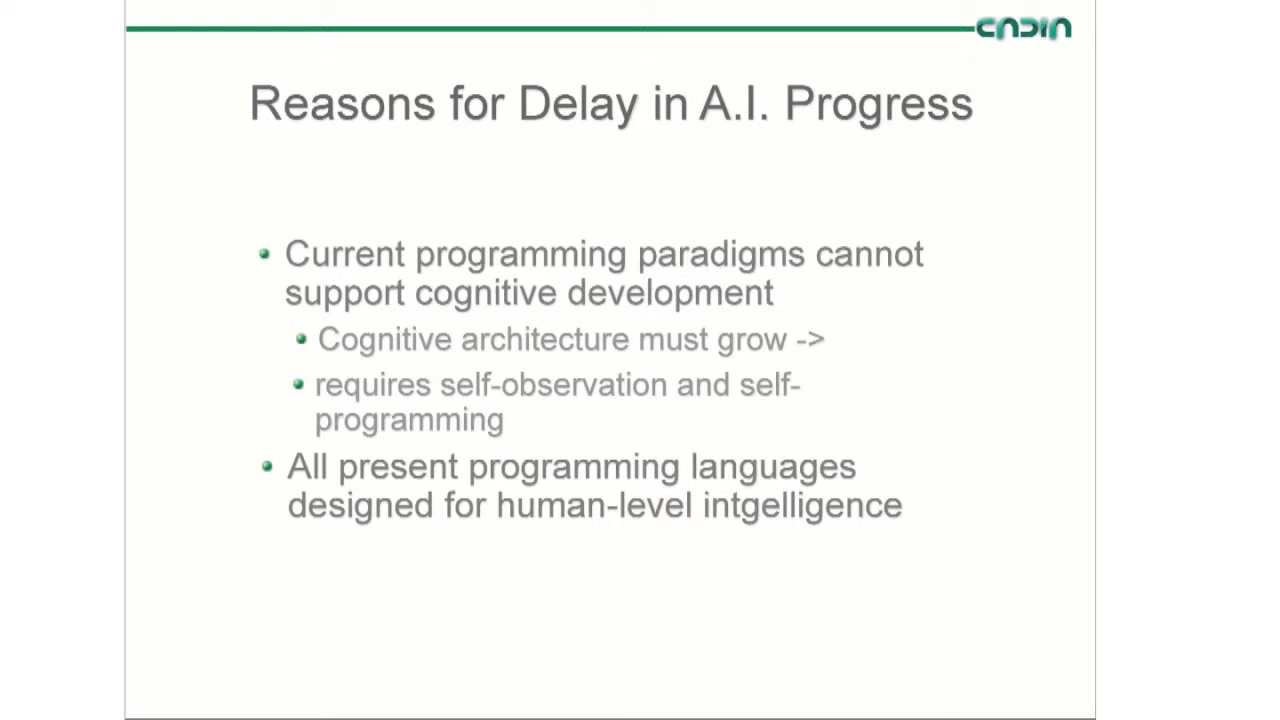 CADIA
Reasons for Delay in A.I. Progress
Current programming paradigms cannot
support cognitive development
Cognitive architecture must grow ->
requires self-observation and self-
programming
All present programming languages
designed for human-level intgelligence